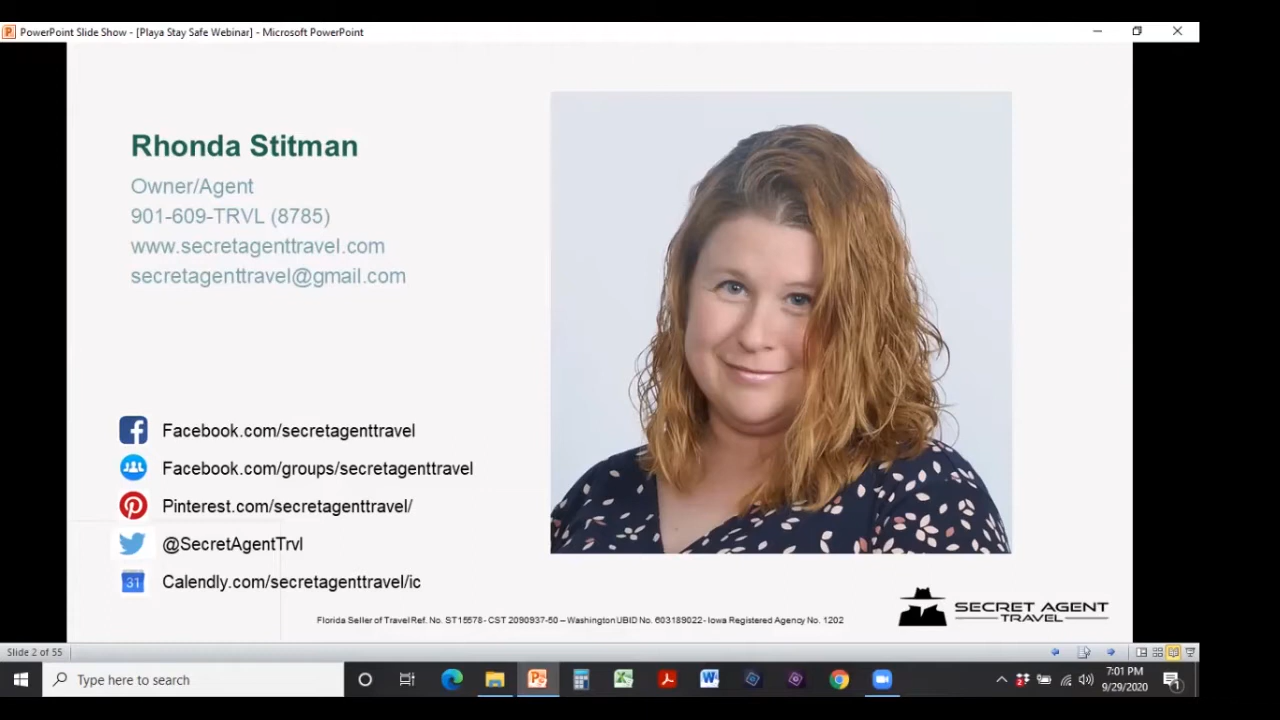 PowerPoint Slide Show - [Playa Stay Safe Webinar] - Microsoft PowerPoint
Rhonda Stitman
Owner/Agent
901-609-TRVL (8785)
www.secretagenttravel.com
secretagenttravel@gmail.com
Facebook.com/secretagenttravel
Facebook.com/groups/secretagenttravel
Pinterest.com/secretagenttravel/
@SecretAgentTrvl
31 Calendly.com/secretagenttravel/ic
Florida Seller of Travel Ref. No. ST15578- CST 2090937-50 – Washington UBID No. 603189022- Iowa Registered Agency No. 1202
SECRET AGENT
TRAVEL
Slide 2 of 55
Type here to search
7:01 PM
9/29/2020